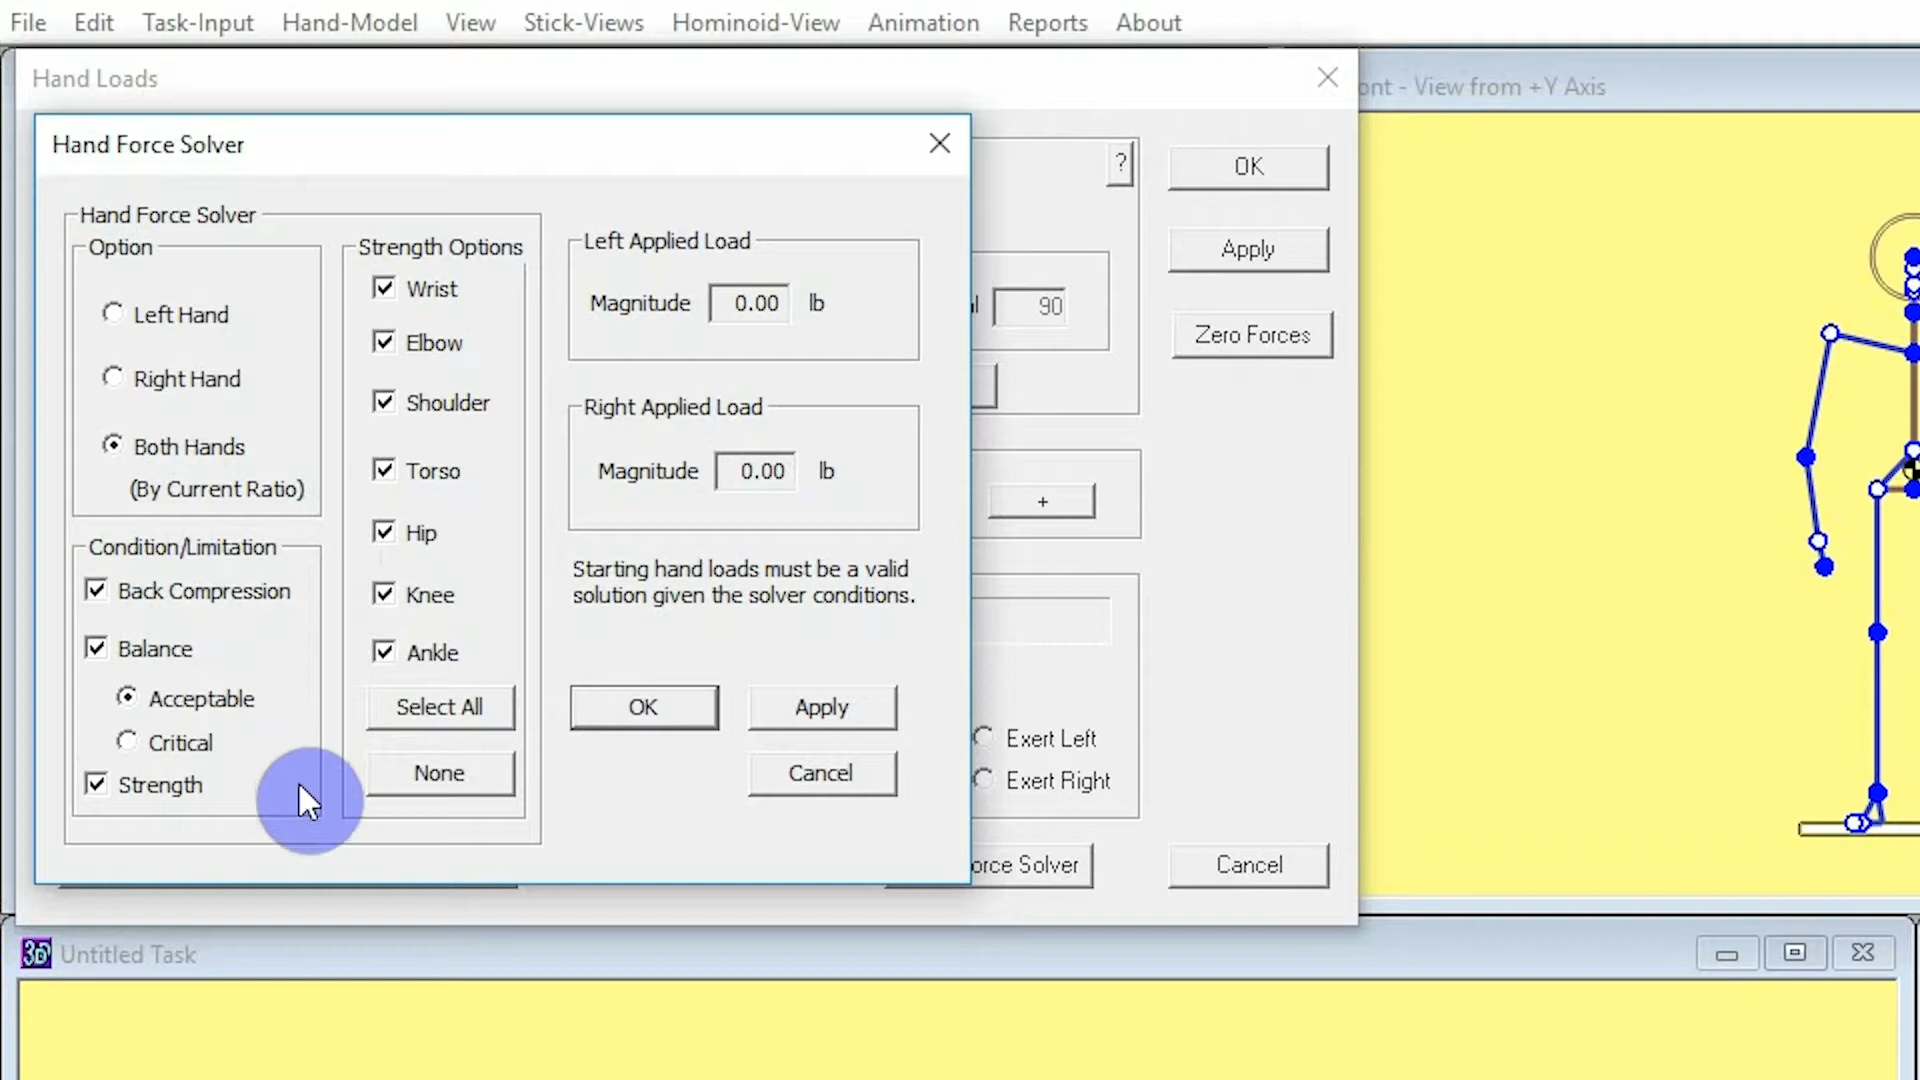 File Edit Task-Input Hand-Model View Stick-Views Hominoid-View Animation Reports About
Hand Loads
ont - View from +Y Axis
Hand Force Solver
Hand Force Solver
Option
Left Hand
Right Hand
Both Hands
(By Current Ratio)
Condition/Limitation
Back Compression
Balance
Acceptable
Critical
Strength
Strength Options
Wrist
Elbow
Shoulder
Torso
Hip
Knee
Ankle
Select All
None
Left Applied Load
Magnitude 0.00 lb
Right Applied Load
Magnitude 0.00 lb
Starting hand loads must be a valid
solution given the solver conditions.
OK
Apply
Cancel
?
90
+
Exert Left
Exert Right
orce Solver
OK
Apply
Zero Forces
Cancel
3D Untitled Task